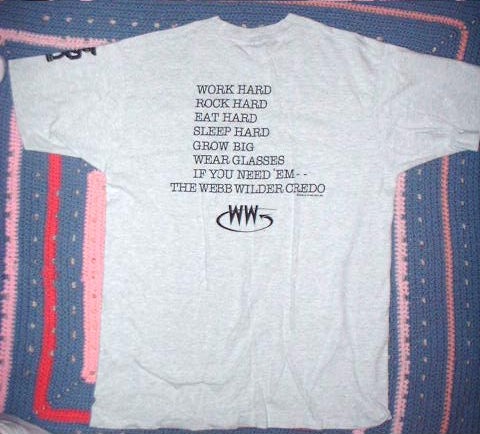 WORK HARD
ROCK HARD
EAT HARD
SLEEP HARD
GROW BIG
WEAR GLASSES
IF YOU NEED 'EM--
THE WEBB WILDER CREDO
WW